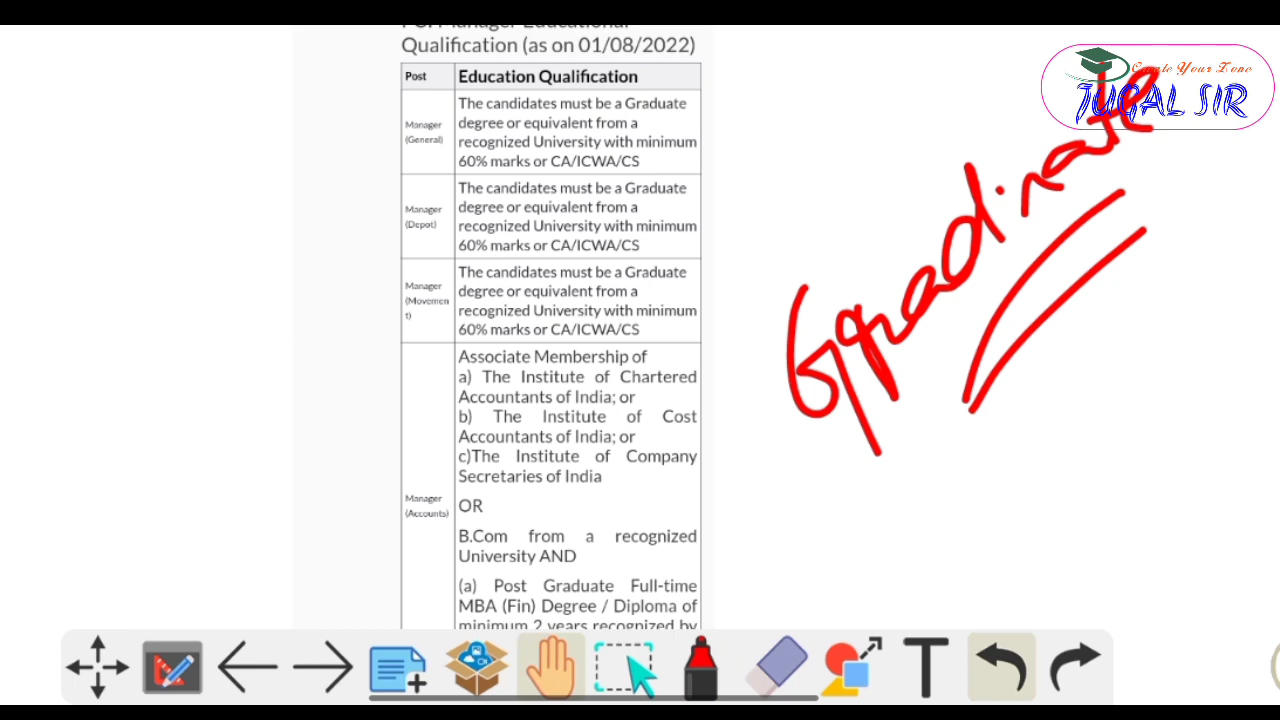 Qualification (as on 01/08/2022)
Post Education Qualification
Manager (General)
The candidates must be a Graduate
degree or equivalent from a
recognized University with minimum
60% marks or CA/ICWA/CS
Manager (Depot)
The candidates must be a Graduate
degree or equivalent from a
recognized University with minimum
60% marks or CA/ICWA/CS
Manager (Movement)
The candidates must be a Graduate
degree or equivalent from a
recognized University with minimum
60% marks or CA/ICWA/CS
Manager (Accounts)
Associate Membership of
a) The Institute of Chartered
Accountants of India; or
b) The Institute of Cost
Accountants of India; or
c)The Institute of Company
Secretaries of India
OR
B.Com from a recognized
University AND
(a) Post Graduate Full-time
MBA (Fin) Degree / Diploma of
minimum 2 years recognized by
Create Your Zone
JUGAL SIR
Graduate
T